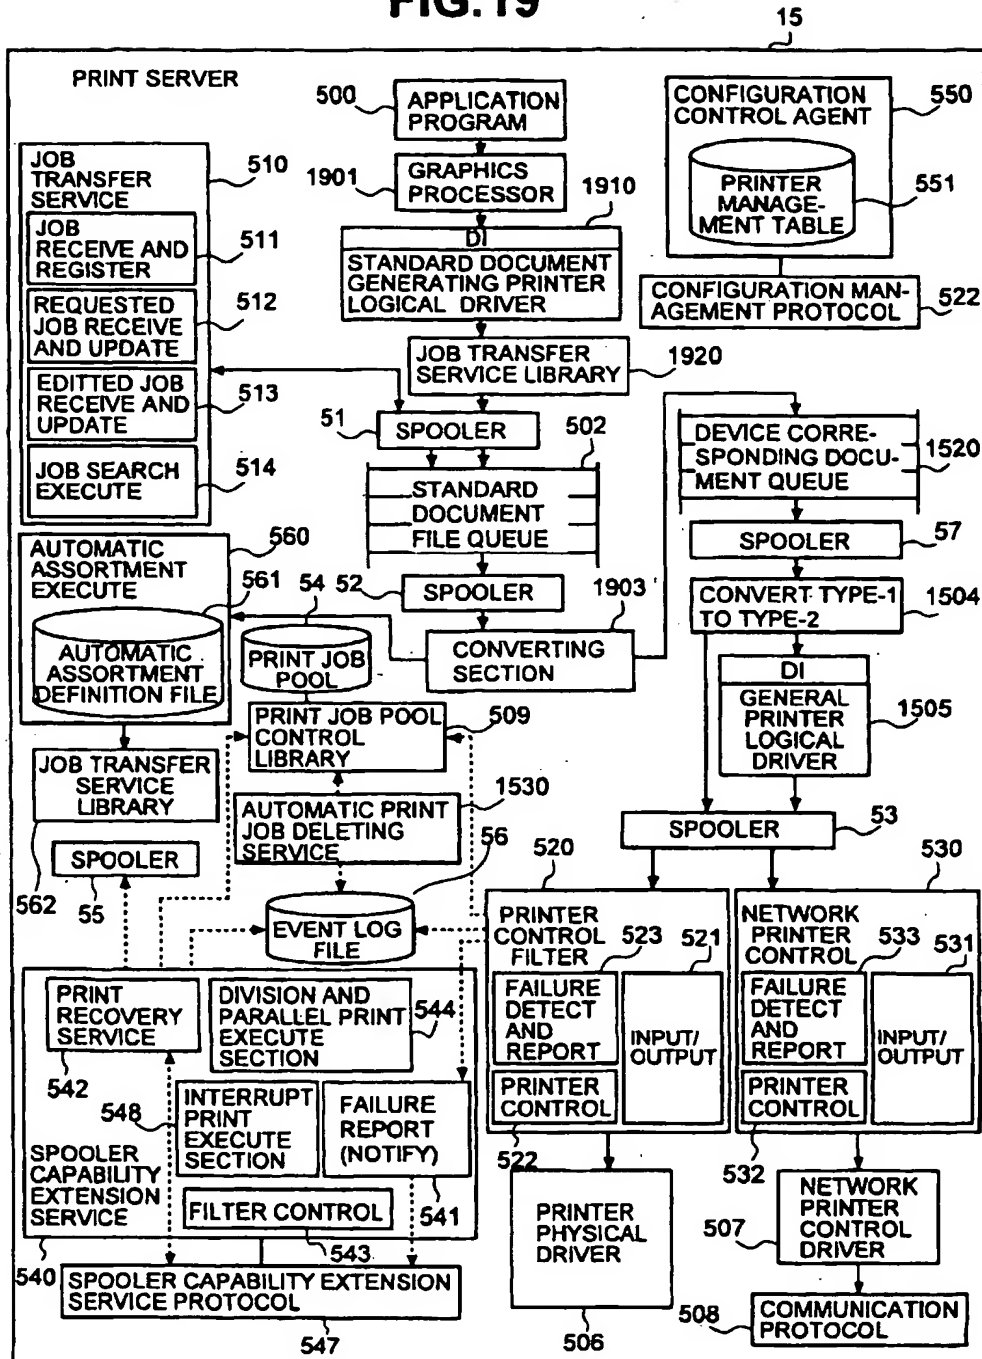 FIG. 19
15
PRINT SERVER
500
APPLICATION
PROGRAM
CONFIGURATION
CONTROL AGENT
550
PRINTER
MANAGE-
MENT TABLE
551
CONFIGURATION MAN-
AGEMENT PROTOCOL
522
JOB
TRANSFER
SERVICE
510
JOB
RECEIVE AND
REGISTER
511
REQUESTED
JOB RECEIVE
AND UPDATE
512
EDITTED JOB
RECEIVE AND
UPDATE
513
JOB SEARCH
EXECUTE
514
1901
GRAPHICS
PROCESSOR
1910
DI
STANDARD DOCUMENT
GENERATING PRINTER
LOGICAL DRIVER
JOB TRANSFER
SERVICE LIBRARY
1920
51
SPOOLER
502
STANDARD
DOCUMENT
FILE QUEUE
52
SPOOLER
1903
CONVERTING
SECTION
DEVICE CORRE-
SPONDING DOCU-
MENT QUEUE
1520
SPOOLER
57
CONVERT TYPE-1
TO TYPE-2
1504
DI
GENERAL
PRINTER
LOGICAL
DRIVER
1505
SPOOLER
53
AUTOMATIC
ASSORTMENT
EXECUTE
560
561
AUTOMATIC
ASSORTMENT
DEFINITION FILE
JOB TRANSFER
SERVICE
LIBRARY
562
SPOOLER
55
54
PRINT JOB
POOL
PRINT JOB POOL
CONTROL
LIBRARY
509
AUTOMATIC PRINT
JOB DELETING
SERVICE
1530
56
EVENT LOG
FILE
520
PRINTER
CONTROL
FILTER
523
521
FAILURE
DETECT
AND
REPORT
INPUT/
OUTPUT
PRINTER
CONTROL
522
530
NETWORK
PRINTER
CONTROL
533
531
FAILURE
DETECT
AND
REPORT
INPUT/
OUTPUT
PRINTER
CONTROL
532
PRINT
RECOVERY
SERVICE
542
DIVISION AND
PARALLEL PRINT
EXECUTE
SECTION
544
548
INTERRUPT
PRINT
EXECUTE
SECTION
FAILURE
REPORT
(NOTIFY)
541
SPOOLER
CAPABILITY
EXTENSION
SERVICE
FILTER CONTROL
543
540
SPOOLER CAPABILITY EXTENSION
SERVICE PROTOCOL
547
PRINTER
PHYSICAL
DRIVER
506
507
NETWORK
PRINTER
CONTROL
DRIVER
508
COMMUNICATION
PROTOCOL